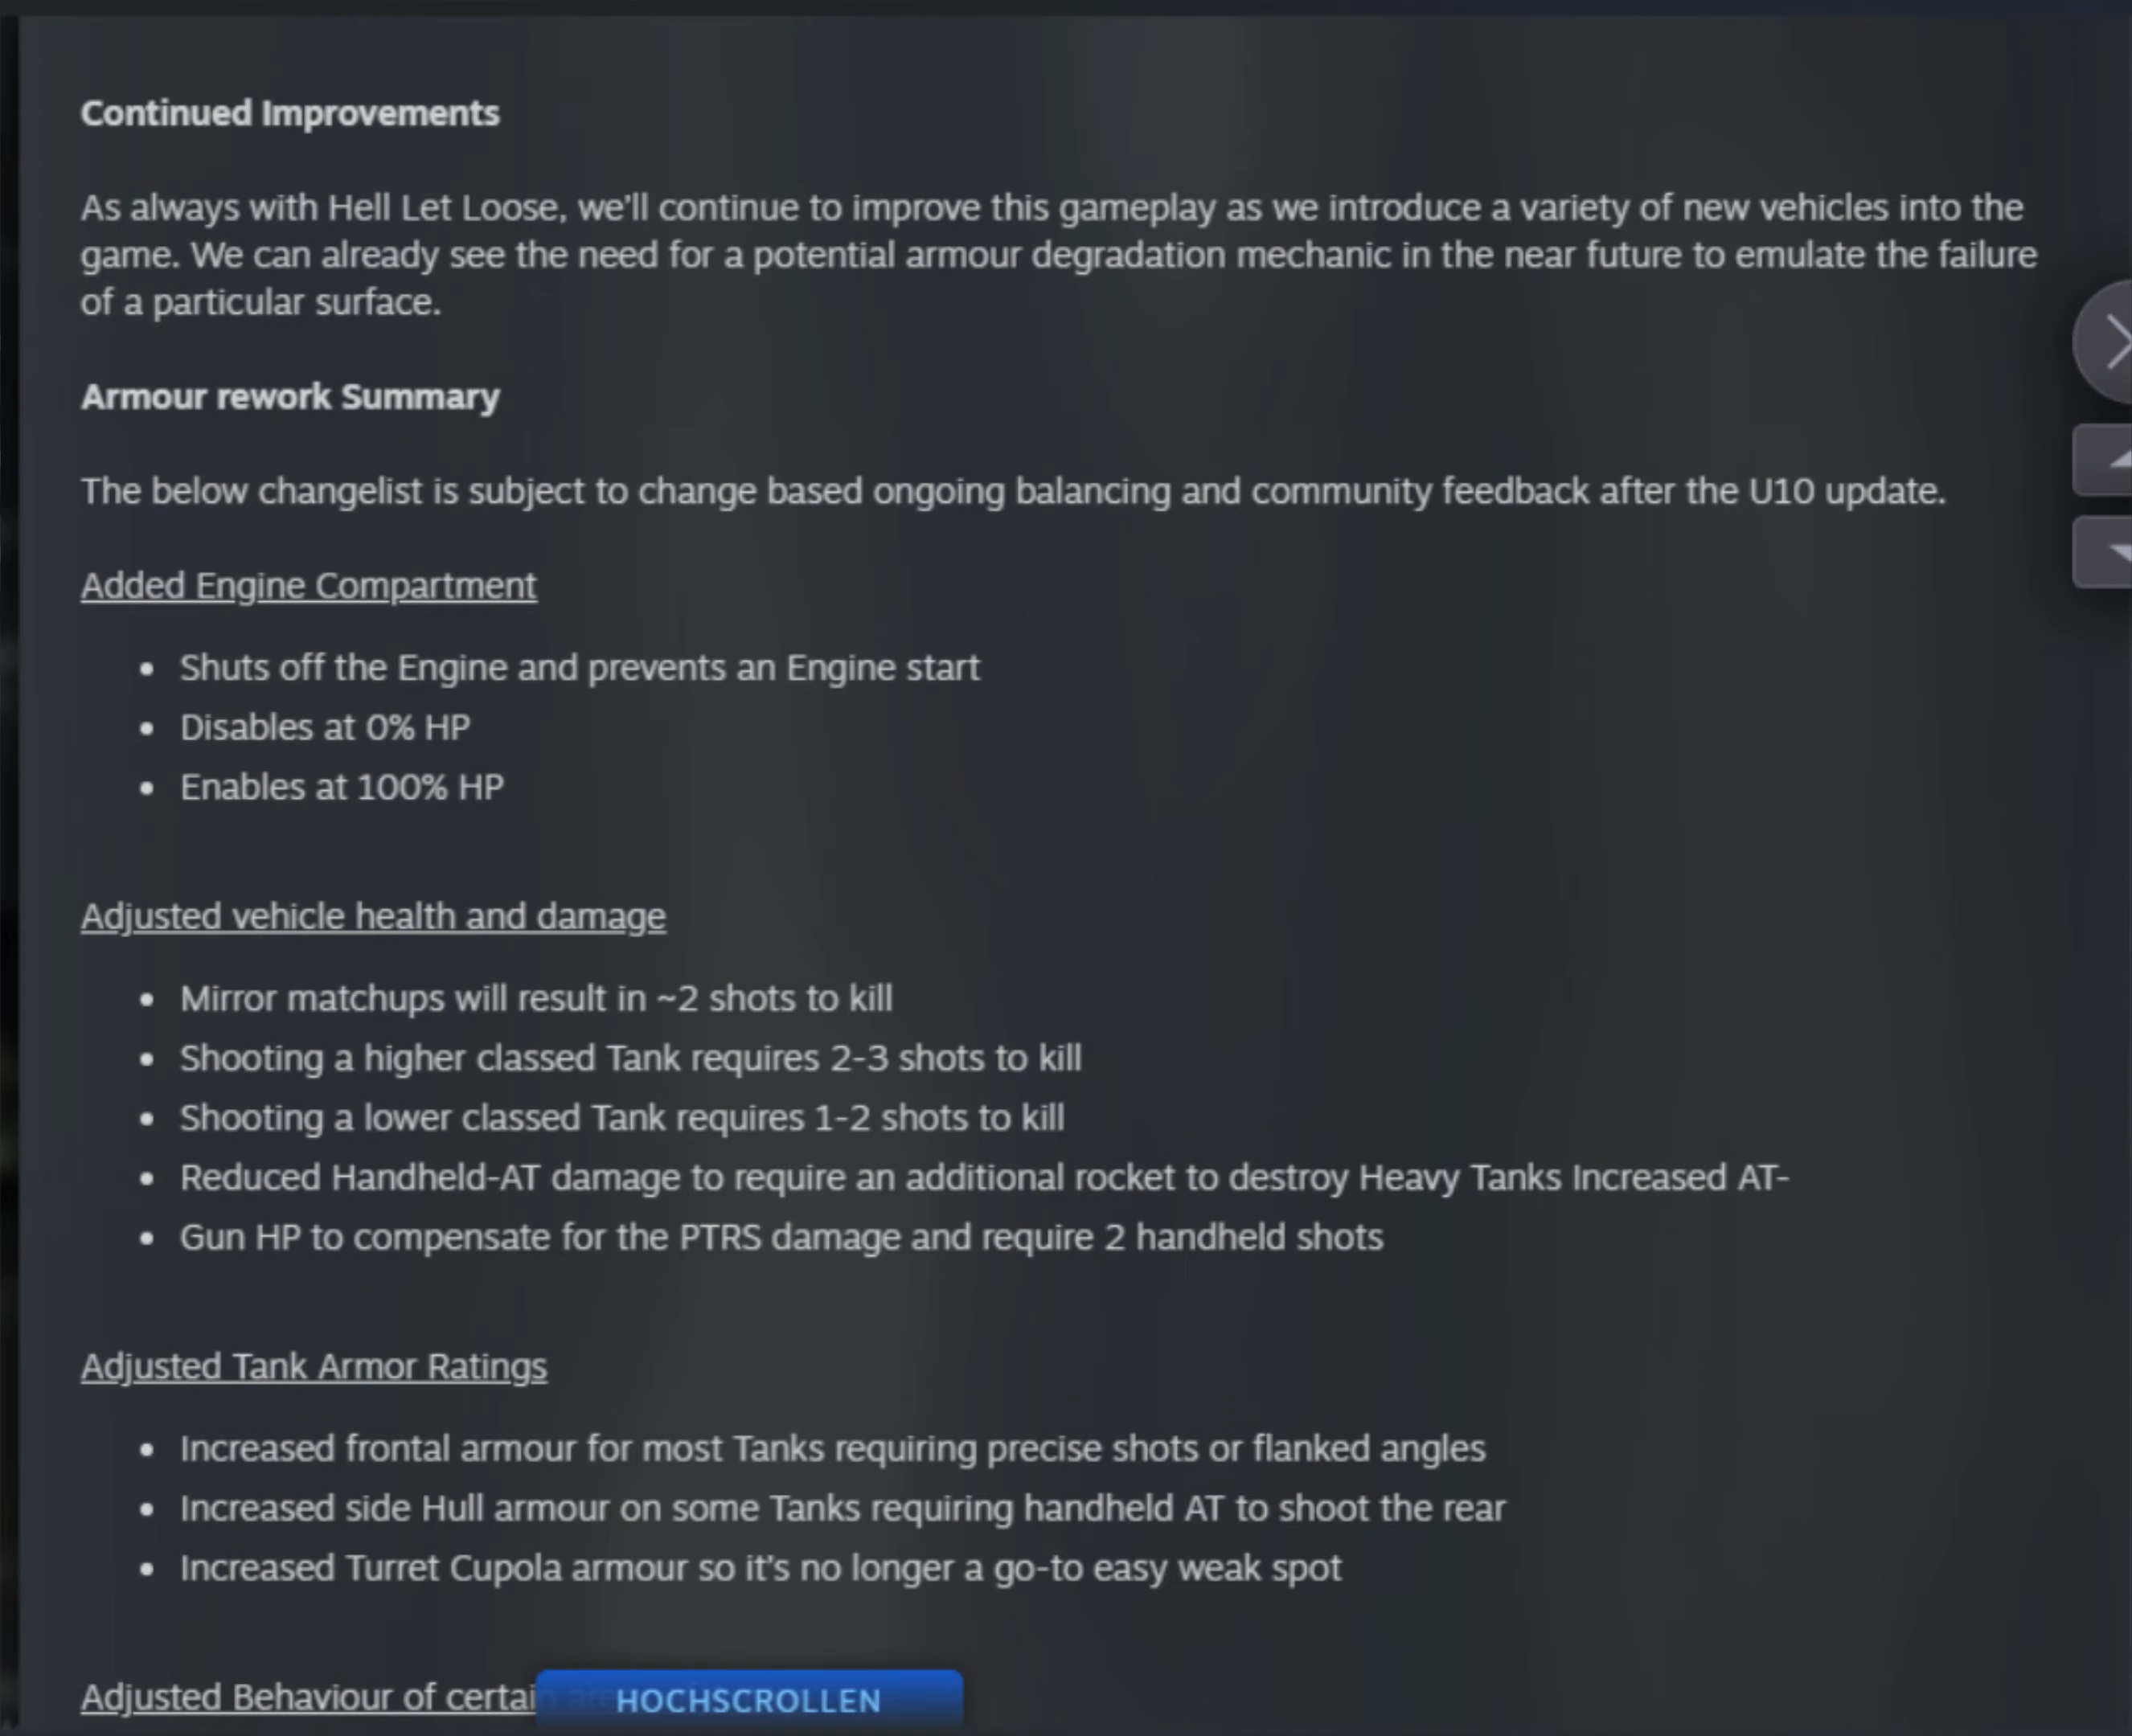 Continued Improvements
As always with Hell Let Loose, we'll continue to improve this gameplay as we introduce a variety of new vehicles into the
game. We can already see the need for a potential armour degradation mechanic in the near future to emulate the failure
of a particular surface.
Armour rework Summary
The below changelist is subject to change based ongoing balancing and community feedback after the U10 update.
Added Engine Compartment
• Shuts off the Engine and prevents an Engine start
• Disables at 0% HP
• Enables at 100% HP
Adjusted vehicle health and damage
• Mirror matchups will result in ~2 shots to kill
• Shooting a higher classed Tank requires 2-3 shots to kill
• Shooting a lower classed Tank requires 1-2 shots to kill
• Reduced Handheld-AT damage to require an additional rocket to destroy Heavy Tanks Increased AT-
• Gun HP to compensate for the PTRS damage and require 2 handheld shots
Adjusted Tank Armor Ratings
• Increased frontal armour for most Tanks requiring precise shots or flanked angles
• Increased side Hull armour on some Tanks requiring handheld AT to shoot the rear
• Increased Turret Cupola armour so it's no longer a go-to easy weak spot
Adjusted Behaviour of certain
HOCHSCROLLEN